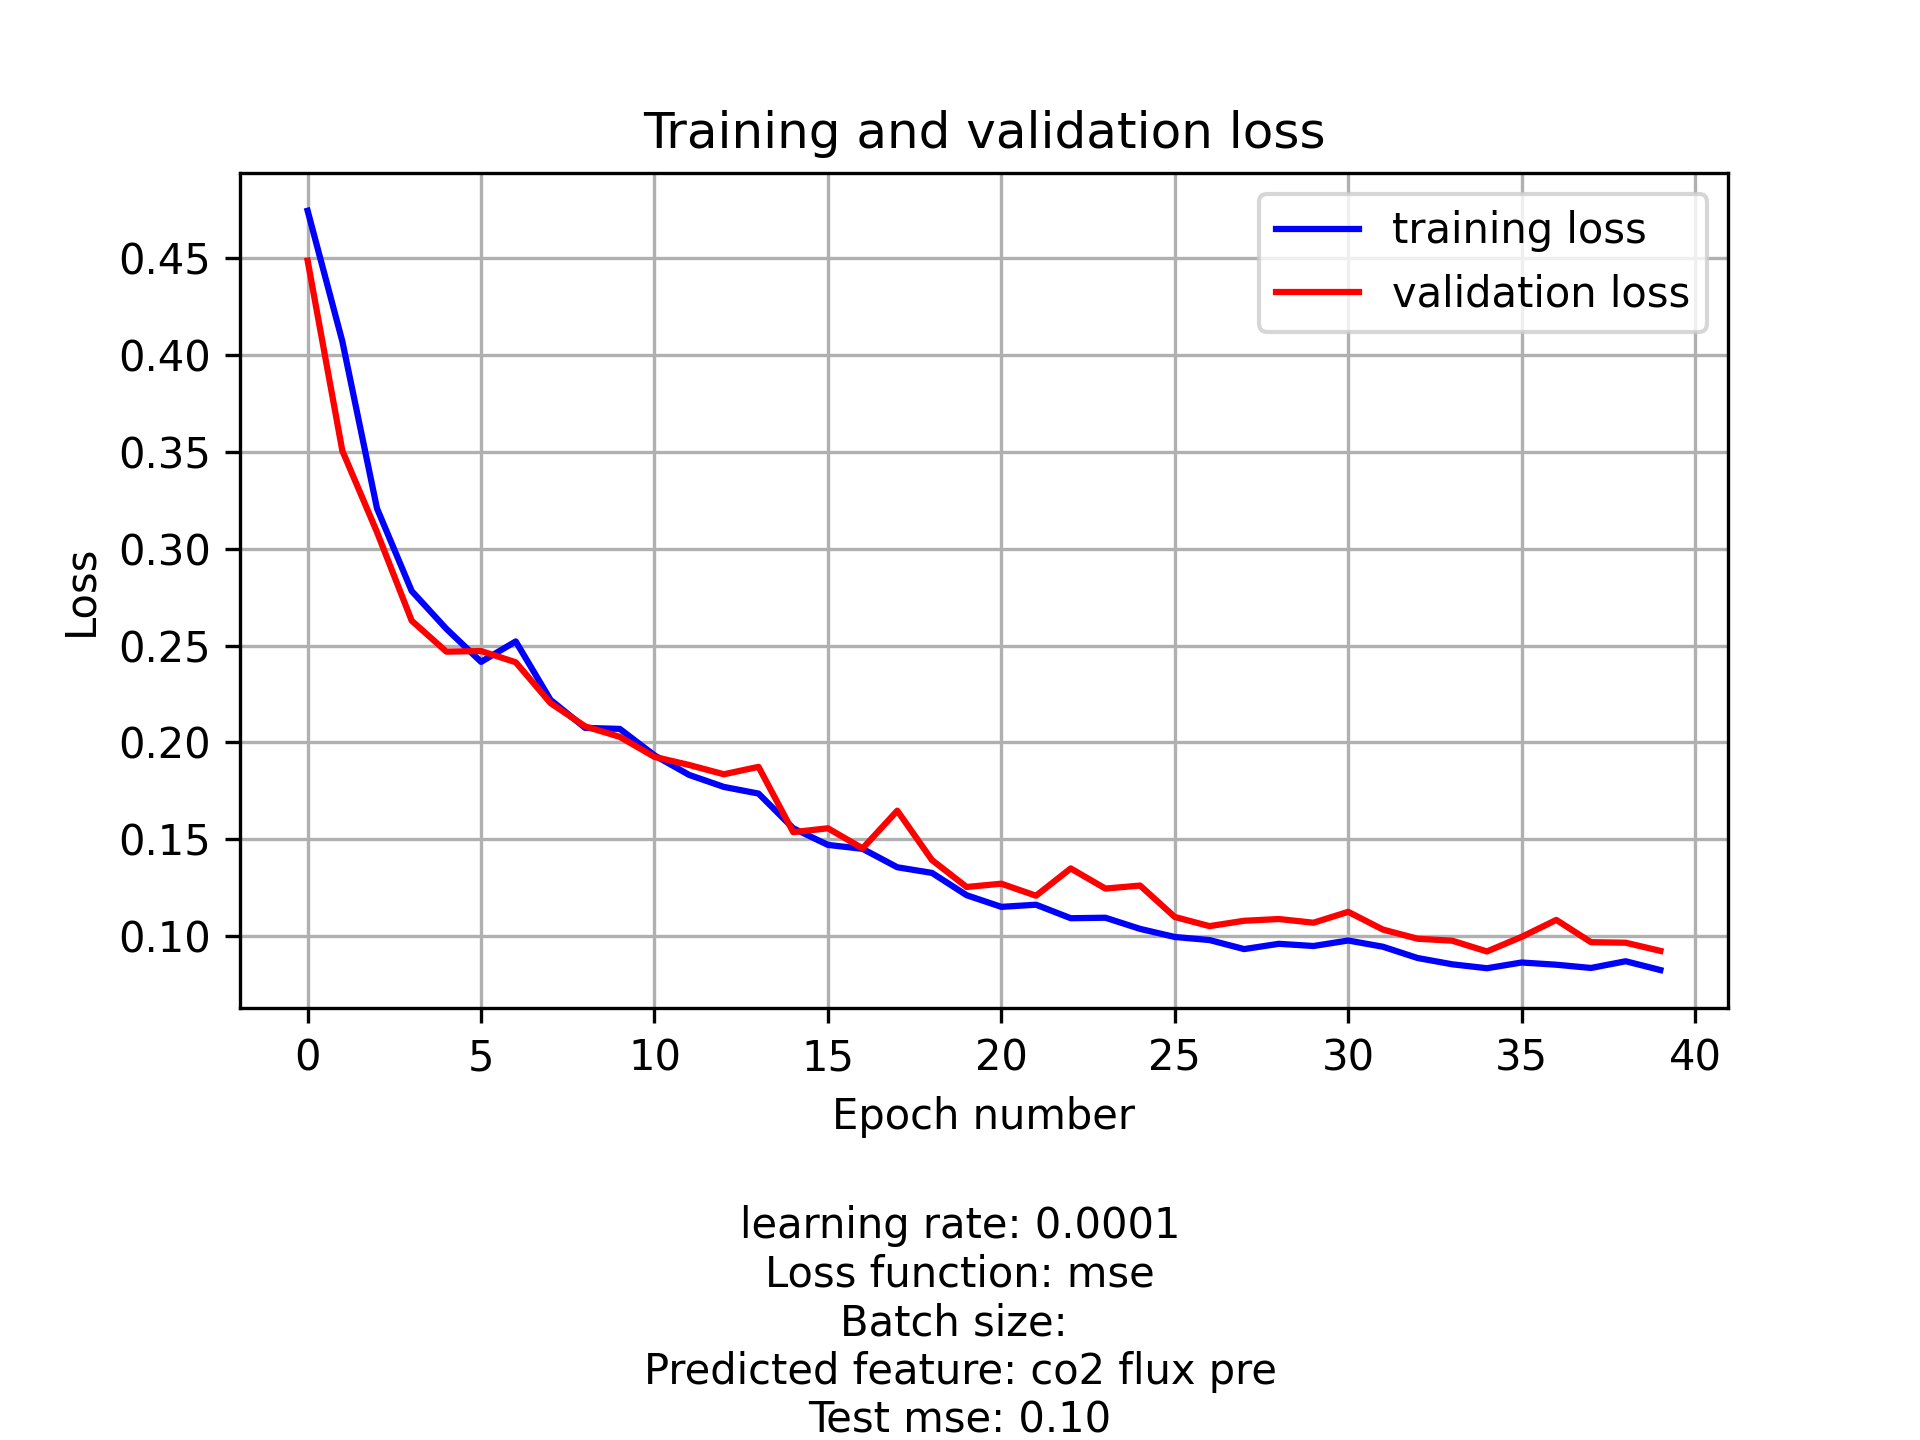 Training and validation loss
training loss
validation loss
Loss
0.45
0.40
0.35
0.30
0.25
0.20
0.15
0.10
0 5 10 15 20 25 30 35 40
Epoch number
learning rate: 0.0001
Loss function: mse
Batch size:
Predicted feature: co2 flux pre
Test mse: 0.10